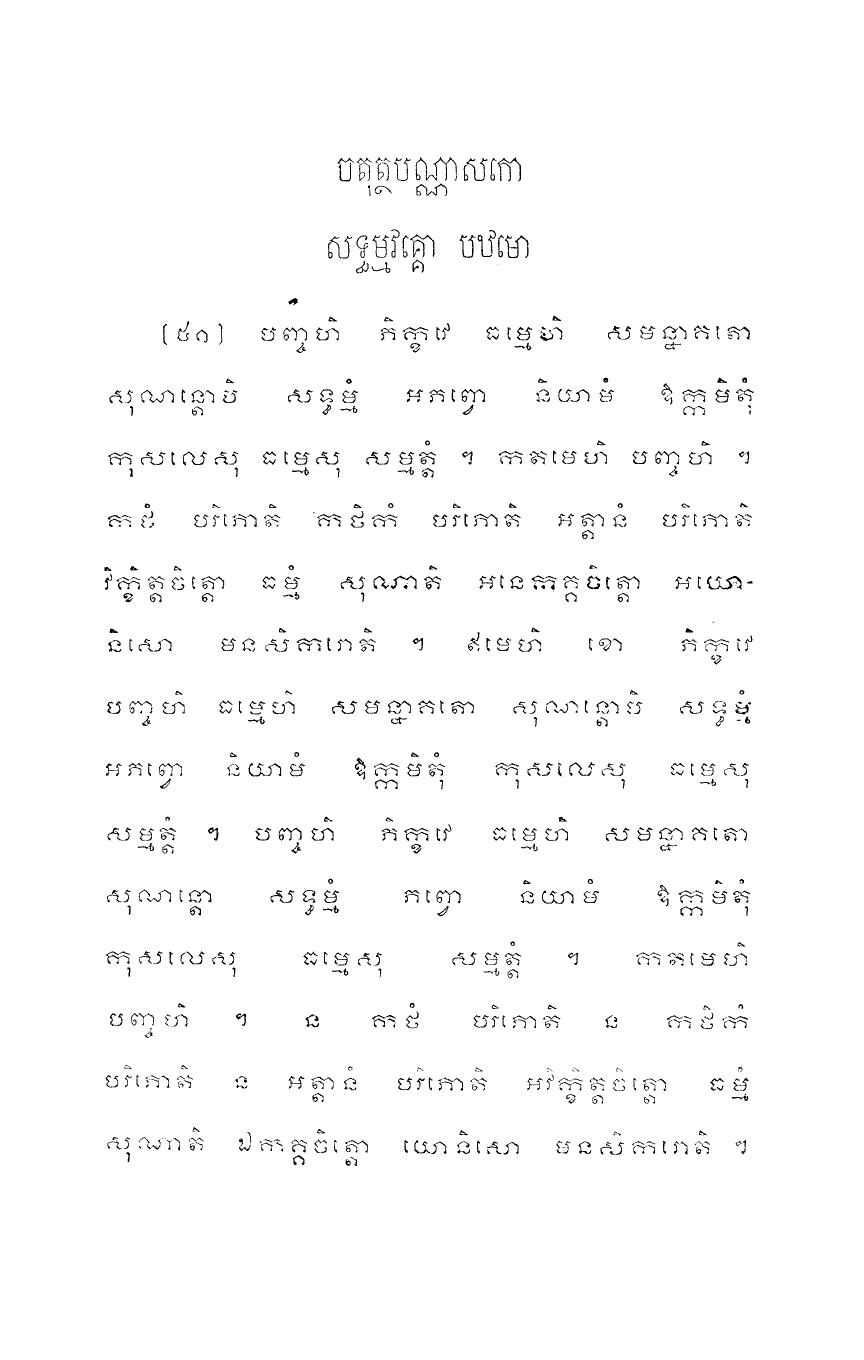 ចតុត្ថបណ្ណាសកោ
សទ្ធម្មវគ្គោ បឋមោ
[៥១] បញ្ចហិ ភិក្ខវេ ធម្មេហិ សមន្នាគតោ
សុណន្តោបិ សទ្ធម្មំ អភព្វោ និយាមំ ឱក្កមិតុំ
កុសលេសុ ធម្មេសុ សម្មត្តំ ។ កតមេហិ បញ្ចហិ ។
កថំ បរិភោតិ កថិកំ បរិភោតិ អត្តានំ បរិភោតិ
វិក្ខិត្តចិត្តោ ធម្មំ សុណាតិ អនេកគ្គចិត្តោ អយោ-
និសោ មនសិករោតិ ។ ឥមេហិ ខោ ភិក្ខវេ
បញ្ចហិ ធម្មេហិ សមន្នាគតោ សុណន្តោបិ សទ្ធម្មំ
អភព្វោ និយាមំ ឱក្កមិតុំ កុសលេសុ ធម្មេសុ
សម្មត្តំ ។ បញ្ចហិ ភិក្ខវេ ធម្មេហិ សមន្នាគតោ
សុណន្តោ សទ្ធម្មំ ភព្វោ និយាមំ ឱក្កមិតុំ
កុសលេសុ ធម្មេសុ សម្មត្តំ ។ កតមេហិ
បញ្ចហិ ។ ន កថំ បរិភោតិ ន កថិកំ
បរិភោតិ ន អត្តានំ បរិភោតិ អវិក្ខិត្តចិត្តោ ធម្មំ
សុណាតិ ឯកគ្គចិត្តោ យោនិសោ មនសិករោតិ ។